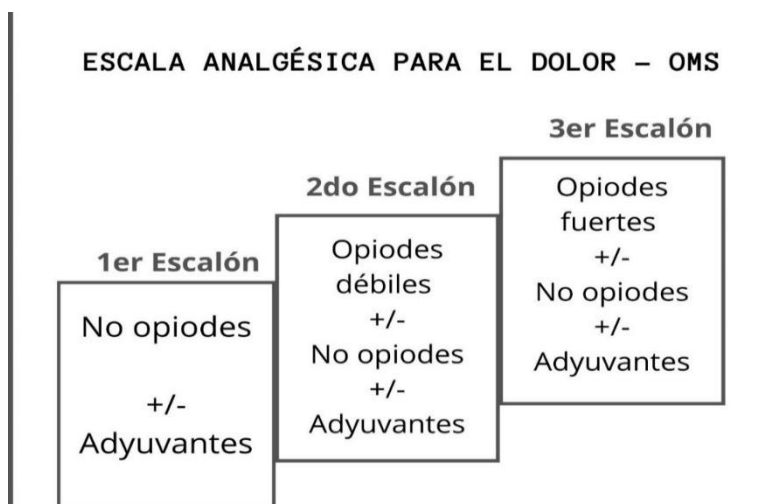 ESCALA ANALGÉSICA PARA EL DOLOR – OMS
1er Escalón
No opiodes
+/-
Adyuvantes
2do Escalón
Opiodes
débiles
+/-
No opiodes
+/-
Adyuvantes
3er Escalón
Opiodes
fuertes
+/-
No opiodes
+/-
Adyuvantes